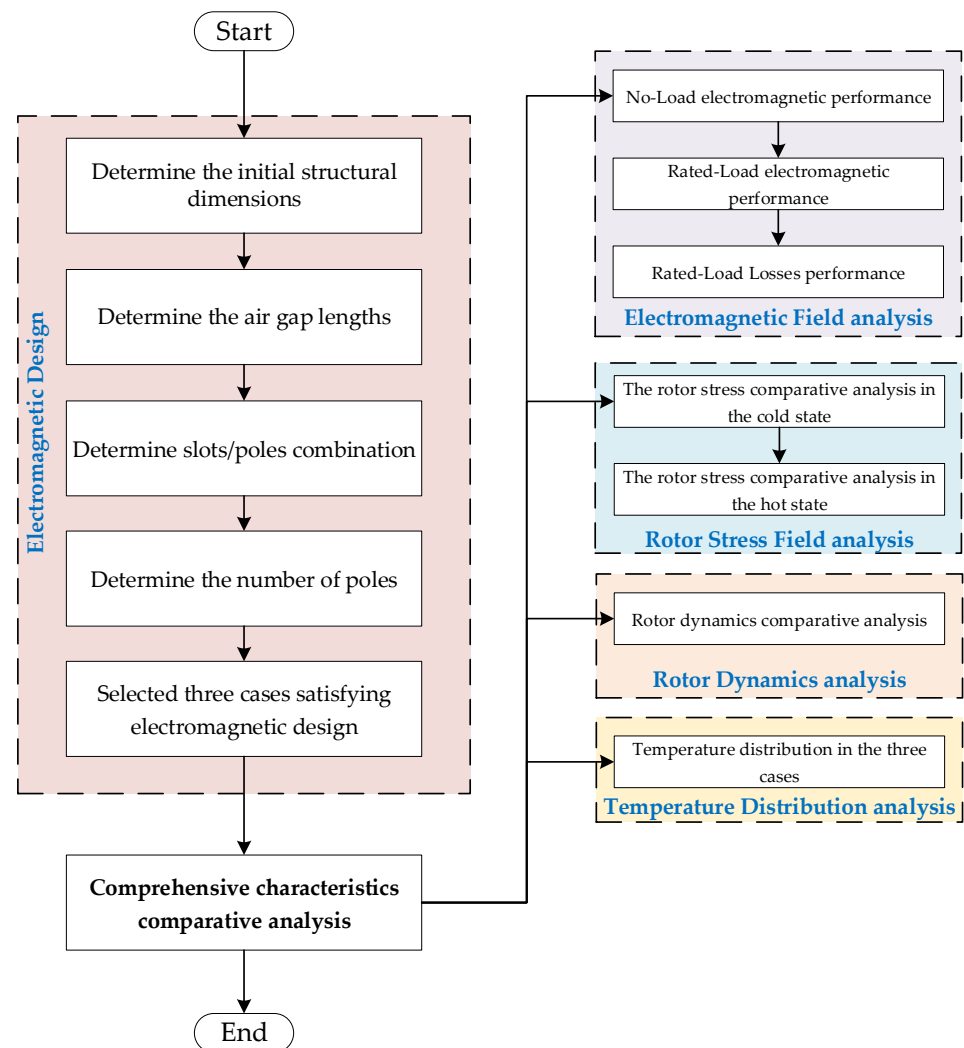 Start
Electromagnetic Design
Determine the initial structural
dimensions
Determine the air gap lengths
Determine slots/poles combination
Determine the number of poles
Selected three cases satisfying
electromagnetic design
Comprehensive characteristics
comparative analysis
End
No-Load electromagnetic performance
Rated-Load electromagnetic
performance
Rated-Load Losses performance
Electromagnetic Field analysis
The rotor stress comparative analysis in
the cold state
The rotor stress comparative analysis in
the hot state
Rotor Stress Field analysis
Rotor dynamics comparative analysis
Rotor Dynamics analysis
Temperature distribution in the three
cases
Temperature Distribution analysis